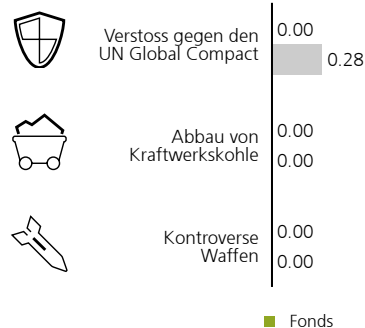 Verstoss gegen den
UN Global Compact
0.00
0.28
Abbau von
Kraftwerkskohle
0.00
0.00
Kontroverse
Waffen
0.00
0.00
Fonds